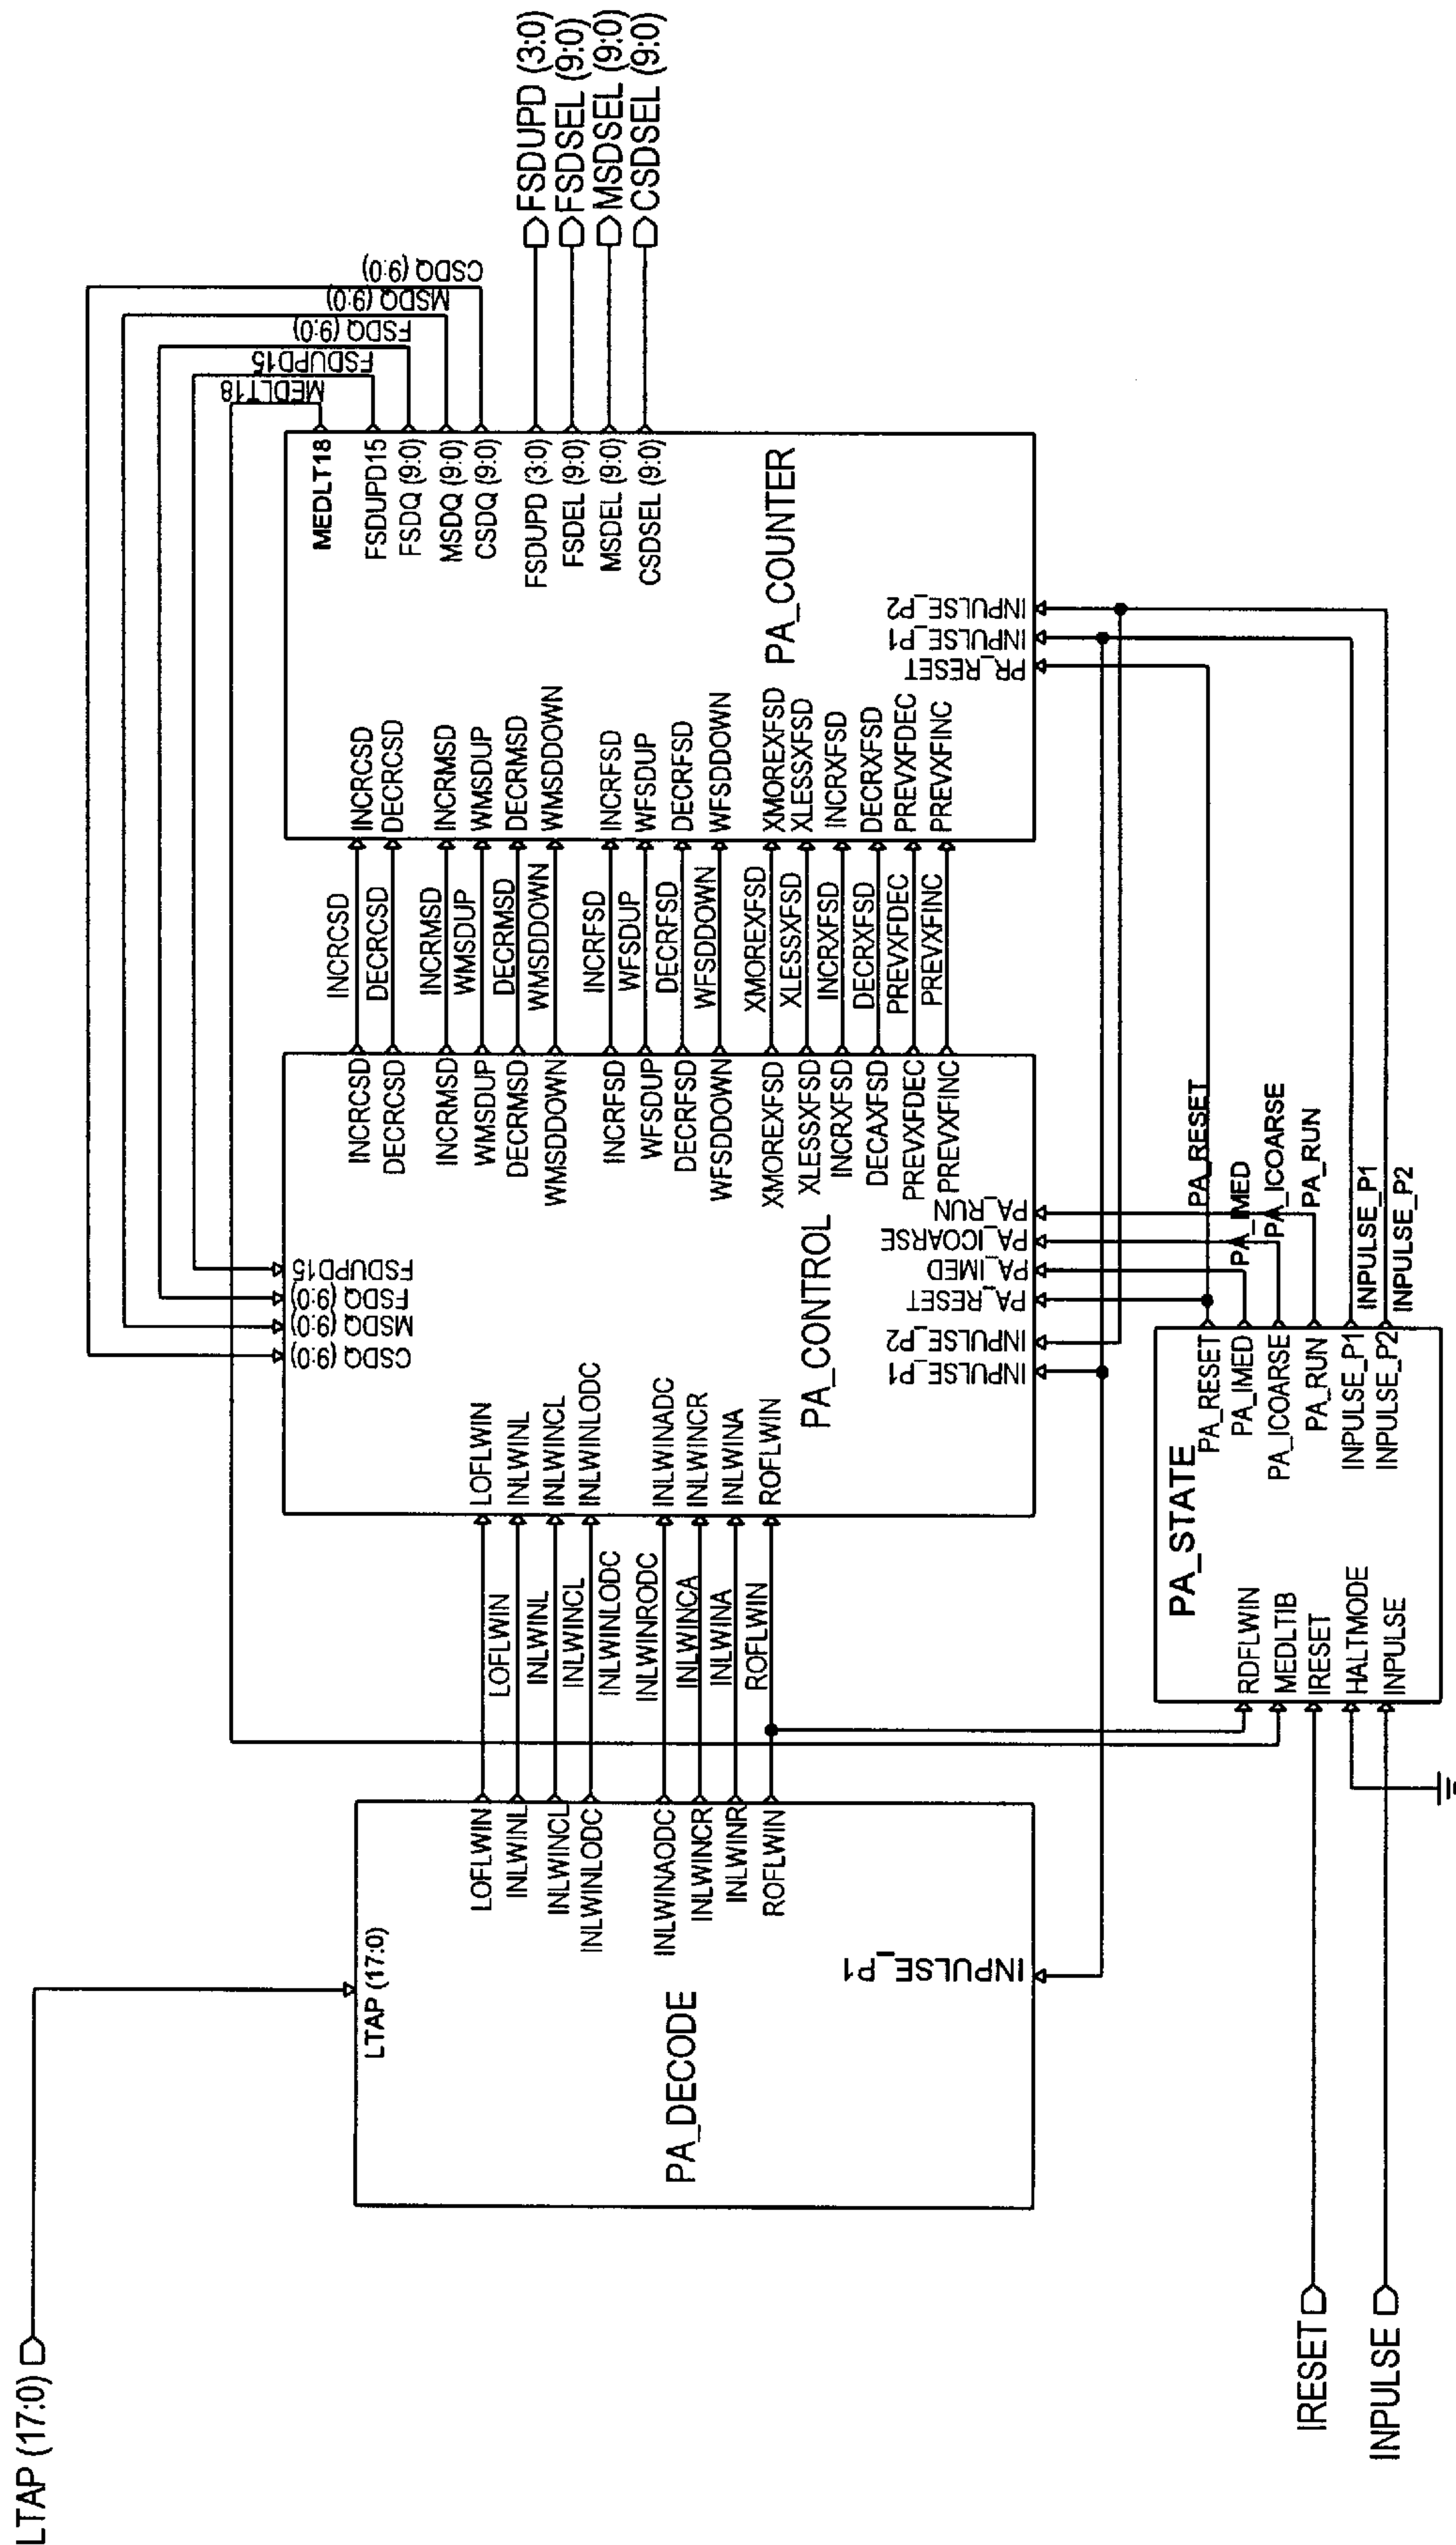 LTAP (17:0)
LTAP (17:0)
PA_DECODE
INPULSE_P1
LOFLWIN
INLWINL
INLWINCL
INLWINLODC
INLWINAODC
INLWINCR
INLWINR
ROFLWIN
LOFLWIN
INLWINL
INLWINCL
INLWINLODC
INLWINRODC
INLWINCA
INLWINA
ROFLWIN
LOFLWIN
INLWINL
INLWINCL
INLWINLODC
INLWINADC
INLWINCR
INLWINA
ROFLWIN
PA_CONTROL
CSDQ (9:0)
MSDQ (9:0)
FSDQ (9:0)
FSDUPD15
INPULSE_P1
INPULSE_P2
PA_RESET
PA_IMED
PA_ICOARSE
PA_RUN
INCRCSD
DECRCSD
INCRMSD
WMSDUP
DECRMSD
WMSDDOWN
INCRFSD
WFSDUP
DECRFSD
WFSDDOWN
XMOREXFSD
XLESSXFSD
INCRXFSD
DECAXFSD
PREVXFDEC
PREVXFINC
INCRCSD
DECRCSD
INCRMSD
WMSDUP
DECRMSD
WMSDDOWN
INCRFSD
WFSDUP
DECRFSD
WFSDDOWN
XMOREXFSD
XLESSXFSD
INCRXFSD
DECRXFSD
PREVXFDEC
PREVXFINC
INCRCSD
DECRCSD
INCRMSD
WMSDUP
DECRMSD
WMSDDOWN
INCRFSD
WFSDUP
DECRFSD
WFSDDOWN
XMOREXFSD
XLESSXFSD
INCRXFSD
DECRXFSD
PREVXFDEC
PREVXFINC
PA_COUNTER
PR_RESET
INPULSE_P1
INPULSE_P2
MEDLT18
FSDUPD15
FSDQ (9:0)
MSDQ (9:0)
CSDQ (9:0)
FSDUPD (3:0)
FSDEL (9:0)
MSDEL (9:0)
CSDSEL (9:0)
MEDLT18
FSDUPD15
FSDQ (9:0)
MSDQ (9:0)
CSDQ (9:0)
FSDUPD (3:0)
FSDSEL (9:0)
MSDSEL (9:0)
CSDSEL (9:0)
IRESET
INPULSE
PA_STATE
RDFLWIN
MEDLTIB
IRESET
HALTMODE
INPULSE
PA_RESET
PA_IMED
PA_ICOARSE
PA_RUN
INPULSE_P1
INPULSE_P2
PA_RESET
PA_IMED
PA_ICOARSE
PA_RUN
INPULSE_P1
INPULSE_P2